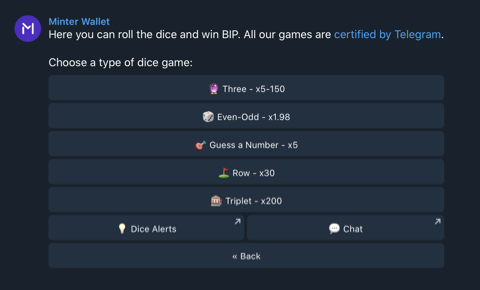 Minter Wallet
Here you can roll the dice and win BIP. All our games are certified by Telegram.
Choose a type of dice game:
🔮 Three - x5-150
🎲 Even-Odd - x1.98
🎯 Guess a Number - x5
⛳ Row - x30
🎰 Triplet - x200
💡 Dice Alerts
💬 Chat
« Back